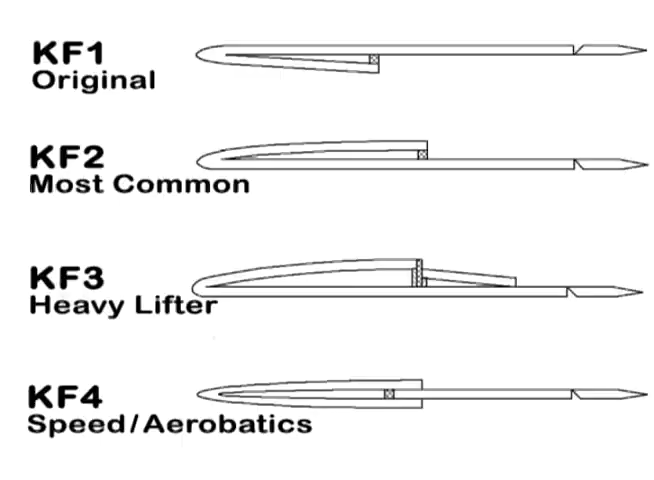 KF1
Original
KF2
Most Common
KF3
Heavy Lifter
KF4
Speed/Aerobatics